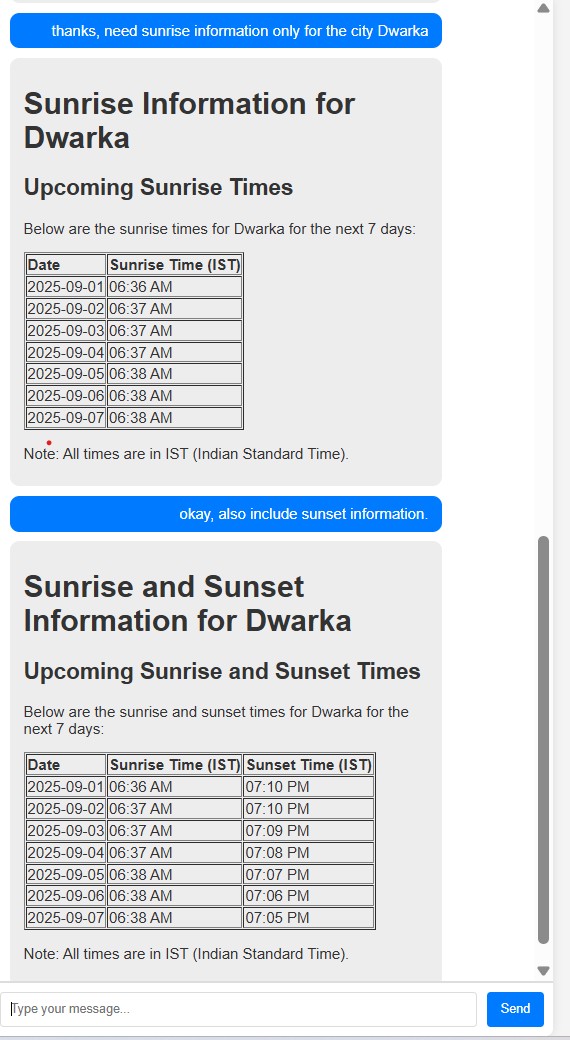 thanks, need sunrise information only for the city Dwarka
Sunrise Information for
Dwarka
Upcoming Sunrise Times
Below are the sunrise times for Dwarka for the next 7 days:
Date Sunrise Time (IST)
2025-09-01 06:36 AM
2025-09-02 06:37 AM
2025-09-03 06:37 AM
2025-09-04 06:37 AM
2025-09-05 06:38 AM
2025-09-06 06:38 AM
2025-09-07 06:38 AM
Note: All times are in IST (Indian Standard Time).
okay, also include sunset information.
Sunrise and Sunset
Information for Dwarka
Upcoming Sunrise and Sunset Times
Below are the sunrise and sunset times for Dwarka for the
next 7 days:
Date Sunrise Time (IST) Sunset Time (IST)
2025-09-01 06:36 AM 07:10 PM
2025-09-02 06:37 AM 07:10 PM
2025-09-03 06:37 AM 07:09 PM
2025-09-04 06:37 AM 07:08 PM
2025-09-05 06:38 AM 07:07 PM
2025-09-06 06:38 AM 07:06 PM
2025-09-07 06:38 AM 07:05 PM
Note: All times are in IST (Indian Standard Time).
Type your message... Send